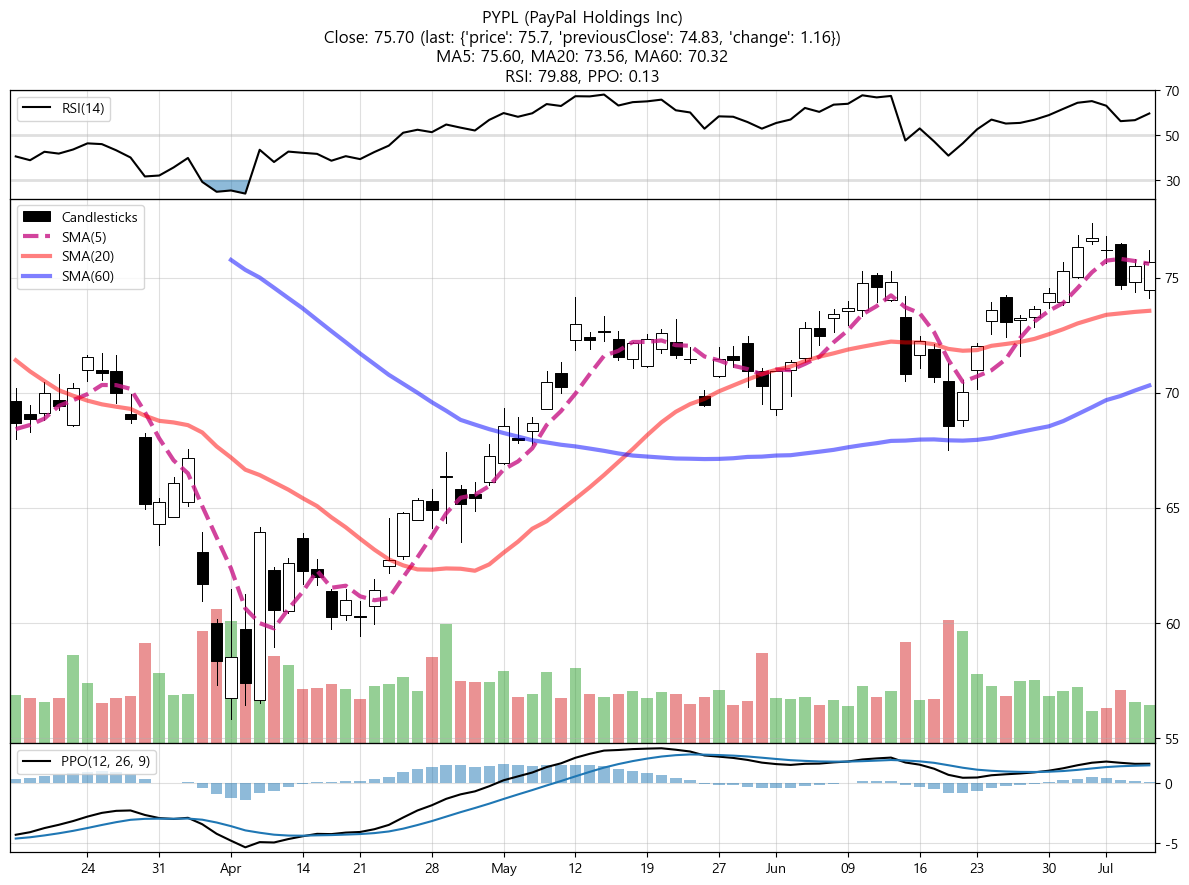 PYPL (PayPal Holdings Inc)
Close: 75.70 (last: {'price': 75.7, 'previousClose': 74.83, 'change': 1.16})
MA5: 75.60, MA20: 73.56, MA60: 70.32
RSI: 79.88, PPO: 0.13
RSI(14)
70
50
30
Candlesticks
SMA(5)
SMA(20)
SMA(60)
75
70
65
60
55
PPO(12, 26, 9)
0
-5
24 31 Apr 14 21 28 May 12 19 27 Jun 09 16 23 30 Jul